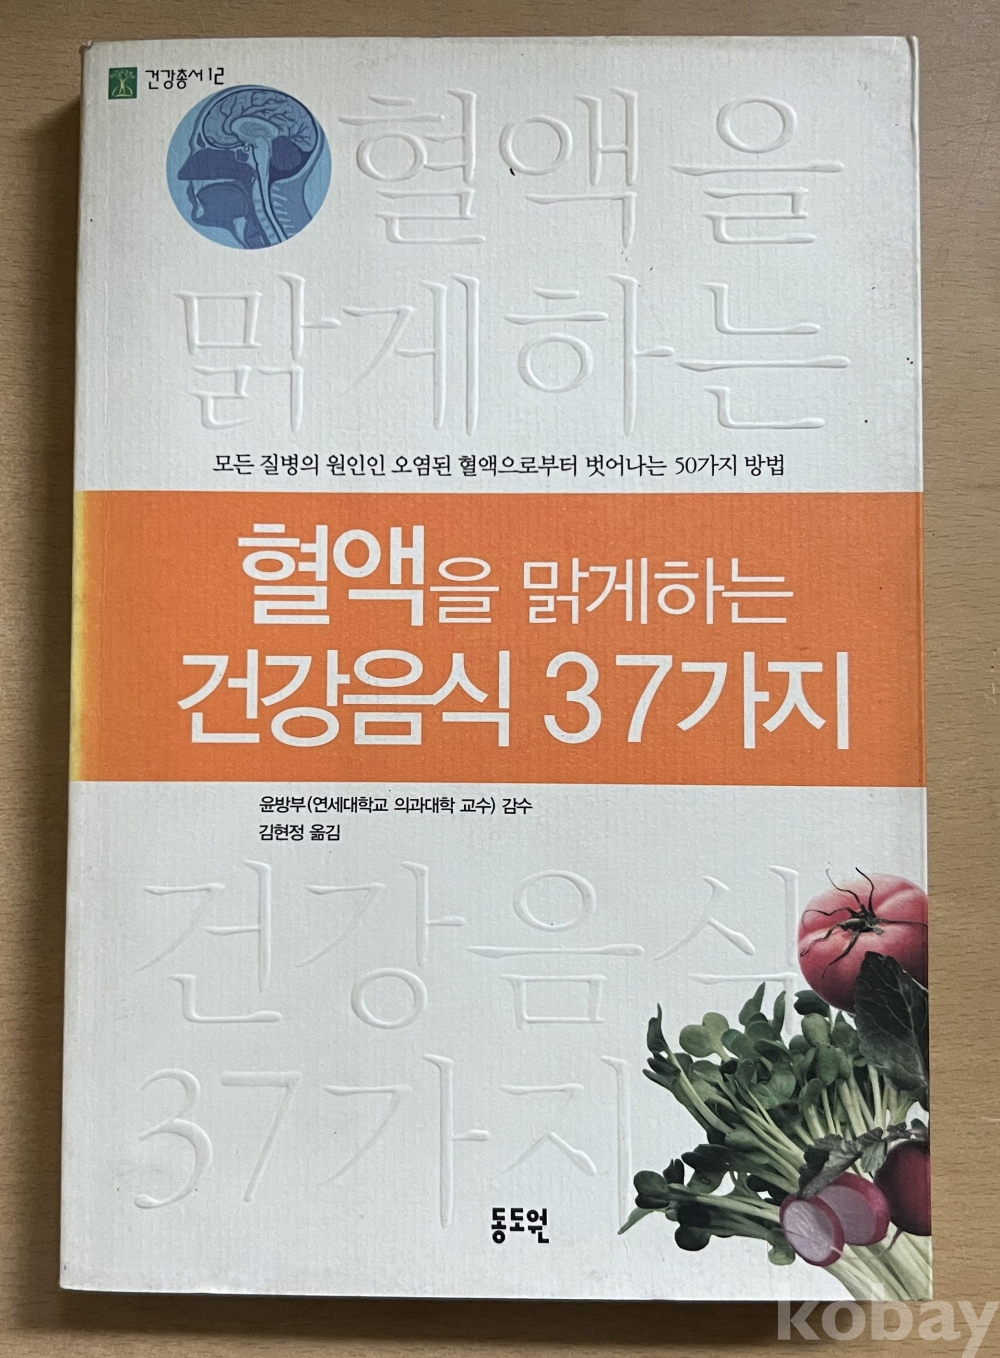 건강총서 12
혈액을
맑게하는
모든 질병의 원인인 오염된 혈액으로부터 벗어나는 50가지 방법
혈액을 맑게하는
건강음식 37가지
윤방부(연세대학교 의과대학 교수) 감수
김현정 옮김
건강음식
37가지
동도원
kobay